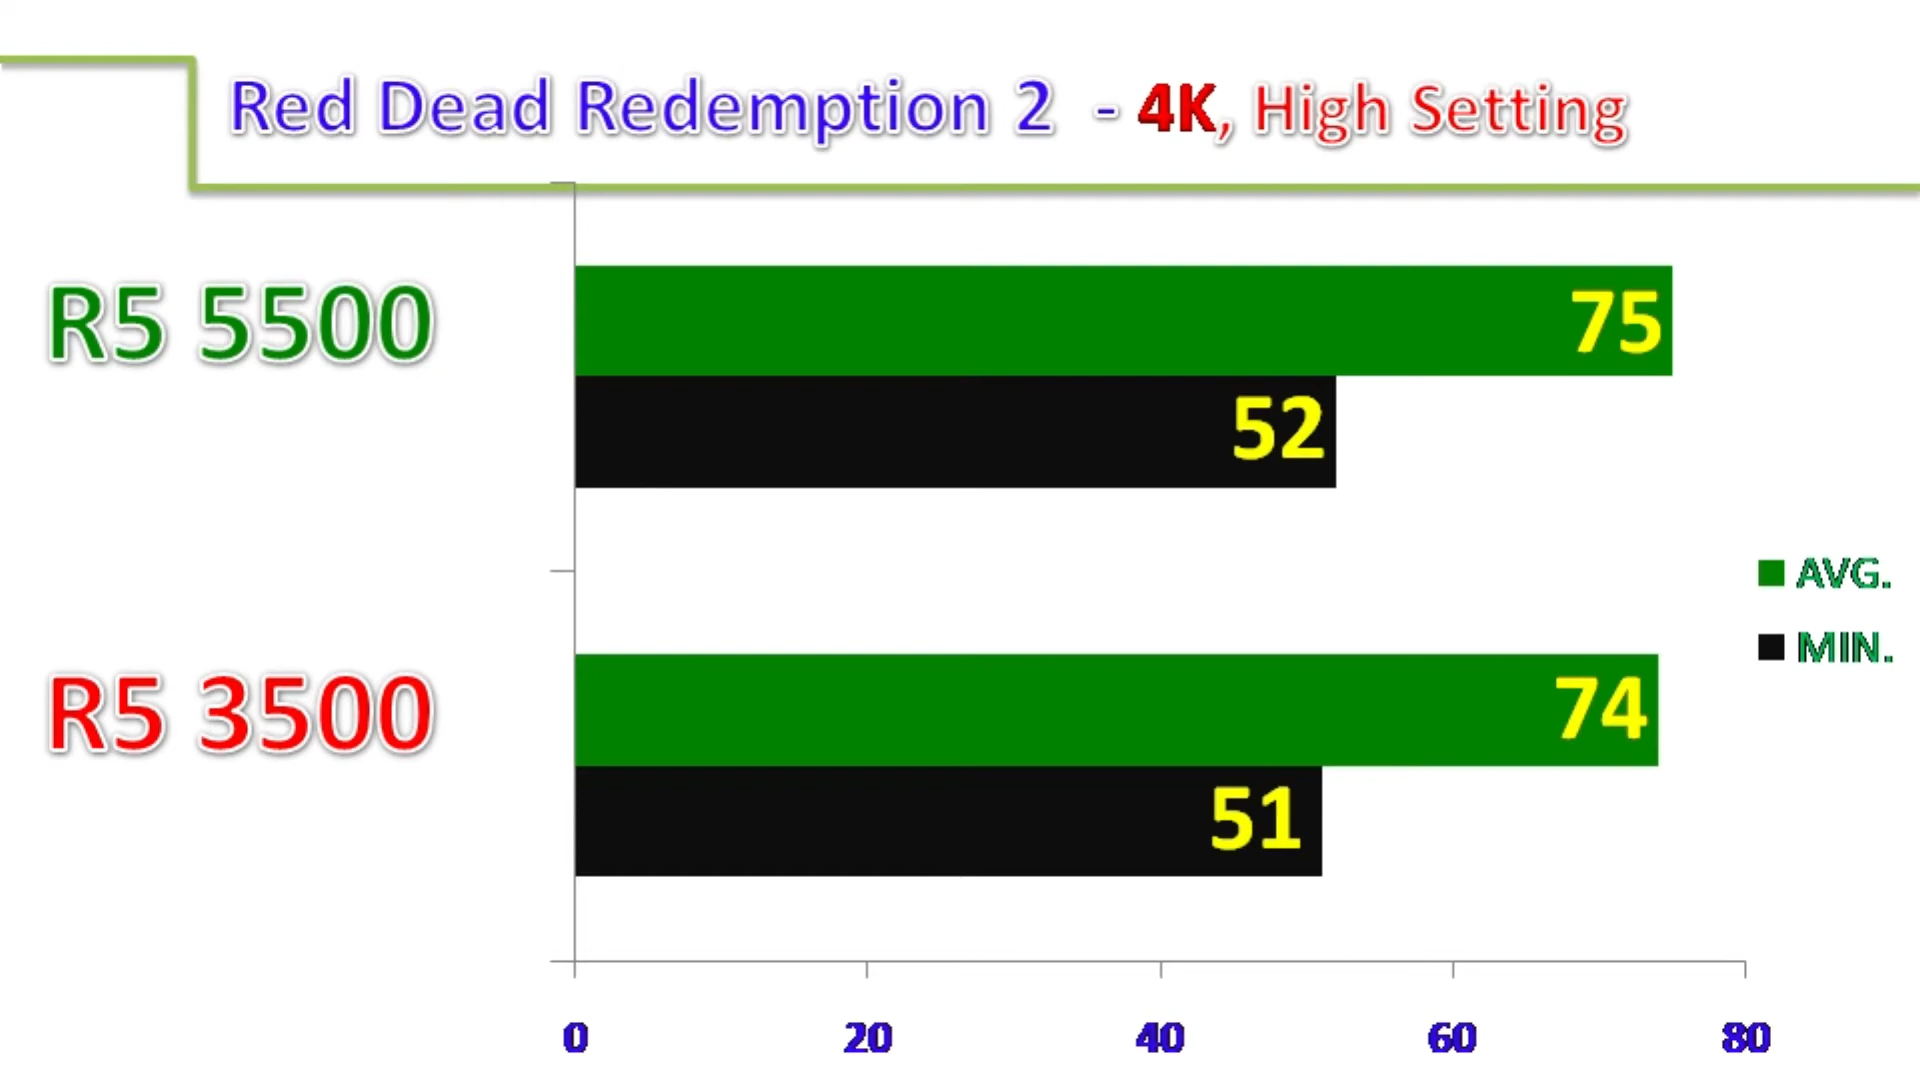 Red Dead Redemption 2 - 4K, High Setting
R5 5500
75
52
AVG.
MIN.
R5 3500
74
51
0 20 40 60 80